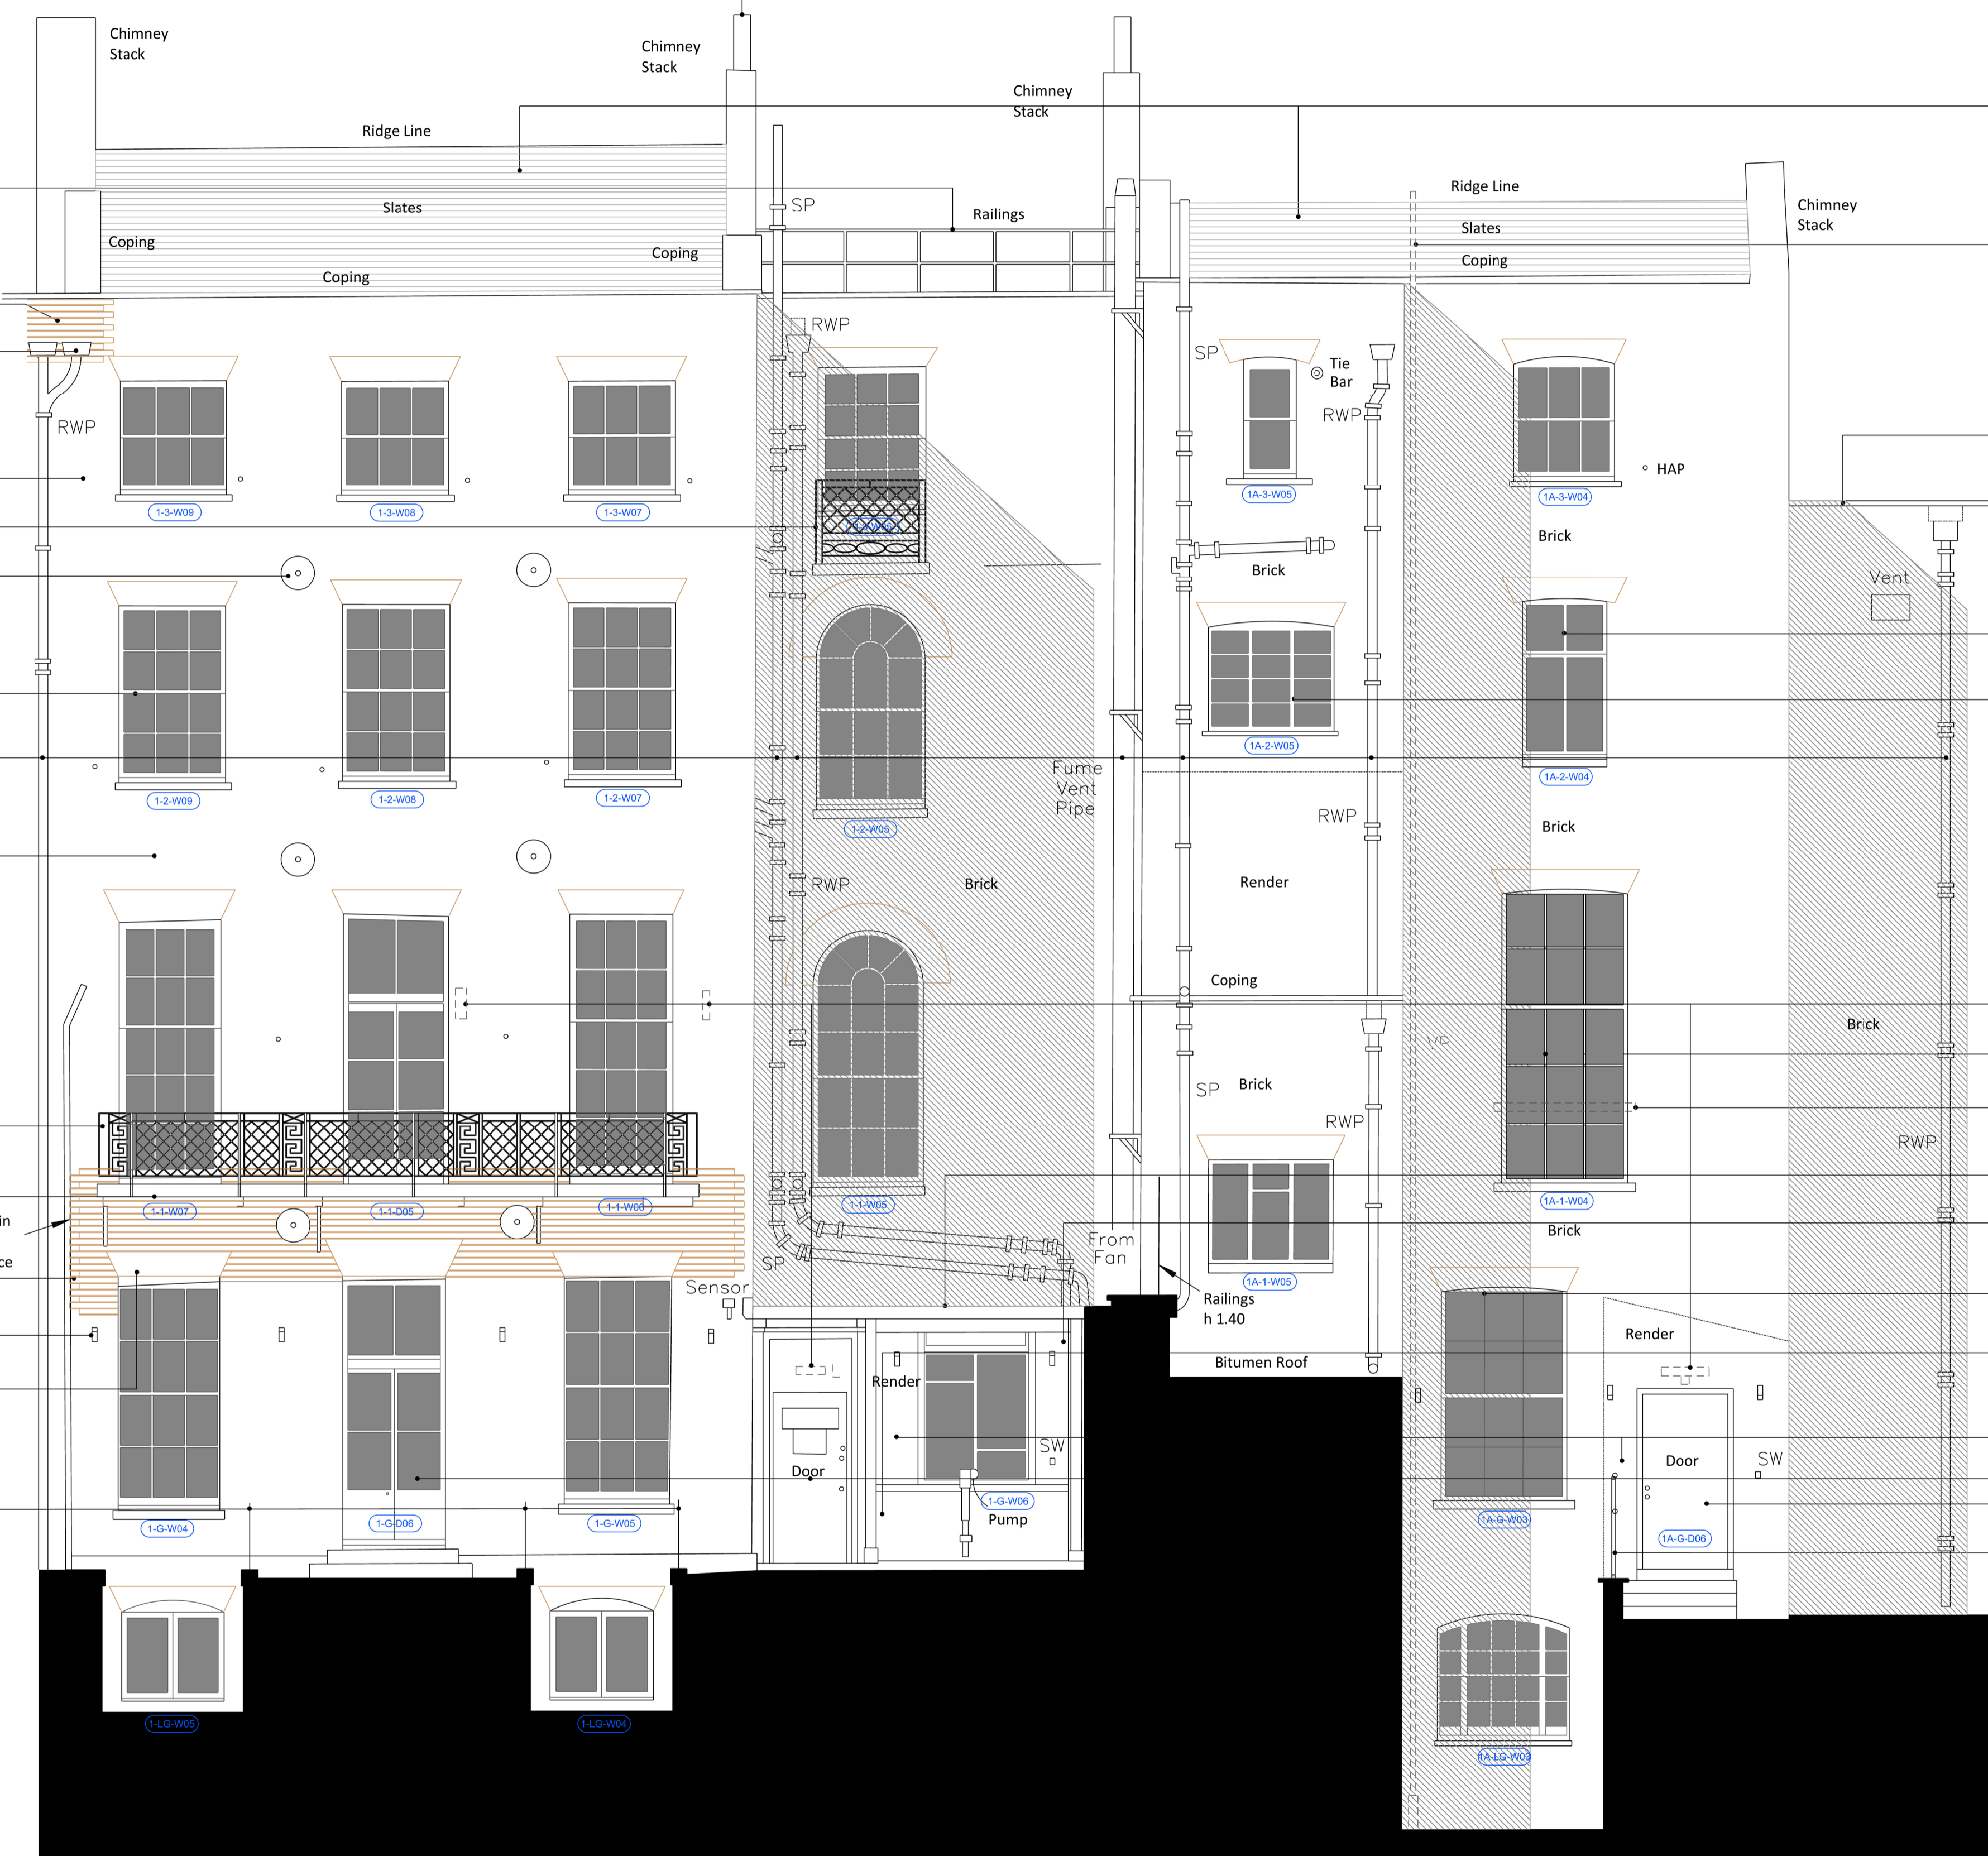 Chimney
Stack
Chimney
Stack
Chimney
Stack
Ridge Line
Ridge Line
Slates
Coping
Coping
Coping
SP
Railings
Slates
Coping
Chimney
Stack
RWP
RWP
SP
Tie
Bar
RWP
HAP
1-3-W09
1-3-W08
1-3-W07
1A-3-W05
1A-3-W04
Brick
Brick
Vent
1-2-W09
1-2-W08
1-2-W07
1-2-W05
1A-2-W05
1A-2-W04
Fume
Vent
Pipe
RWP
Brick
RWP
Brick
Render
Coping
Brick
SP
Brick
RWP
RWP
1-1-W07
1-1-D05
1-1-W05
1A-1-W04
in
ce
SP
From
Fan
Brick
1A-1-W05
Sensor
Railings
h 1.40
Render
Bitumen Roof
Render
SW
Door
Door
SW
1-G-W04
1-G-D06
1-G-W05
1-G-W06
Pump
1A-G-W03
1A-G-D06
1-LG-W05
1-LG-W04
1A-LG-W03